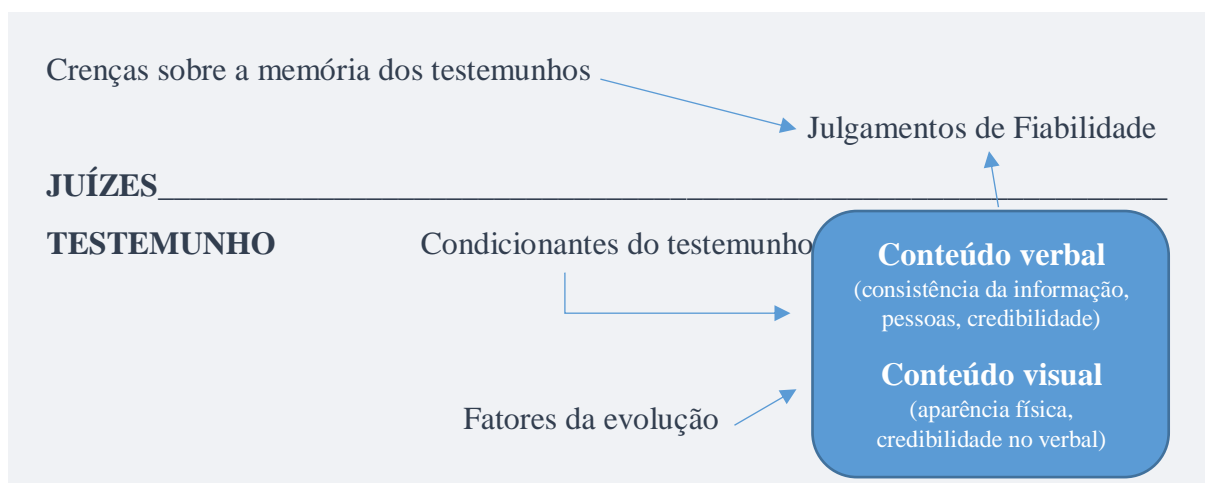 Crenças sobre a memória dos testemunhos
Julgamentos de Fiabilidade
JUÍZES
TESTEMUNHO
Condicionantes do testemunho
Conteúdo verbal
(consistência da informação,
pessoas, credibilidade)
Conteúdo visual
(aparência física,
credibilidade no verbal)
Fatores da evolução